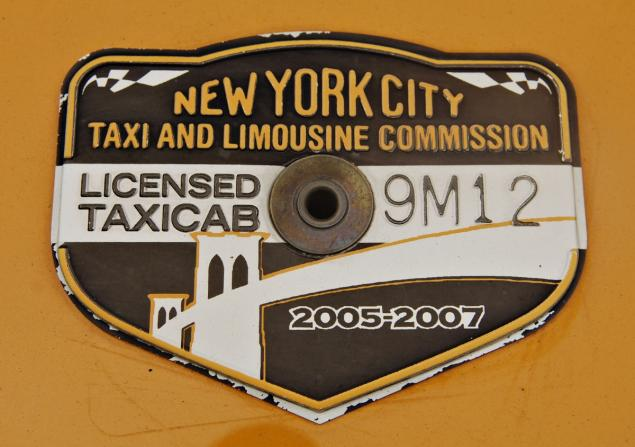 NEW YORK CITY
TAXI AND LIMOUSINE COMMISSION
LICENSED
TAXICAB
9M12
2005-2007